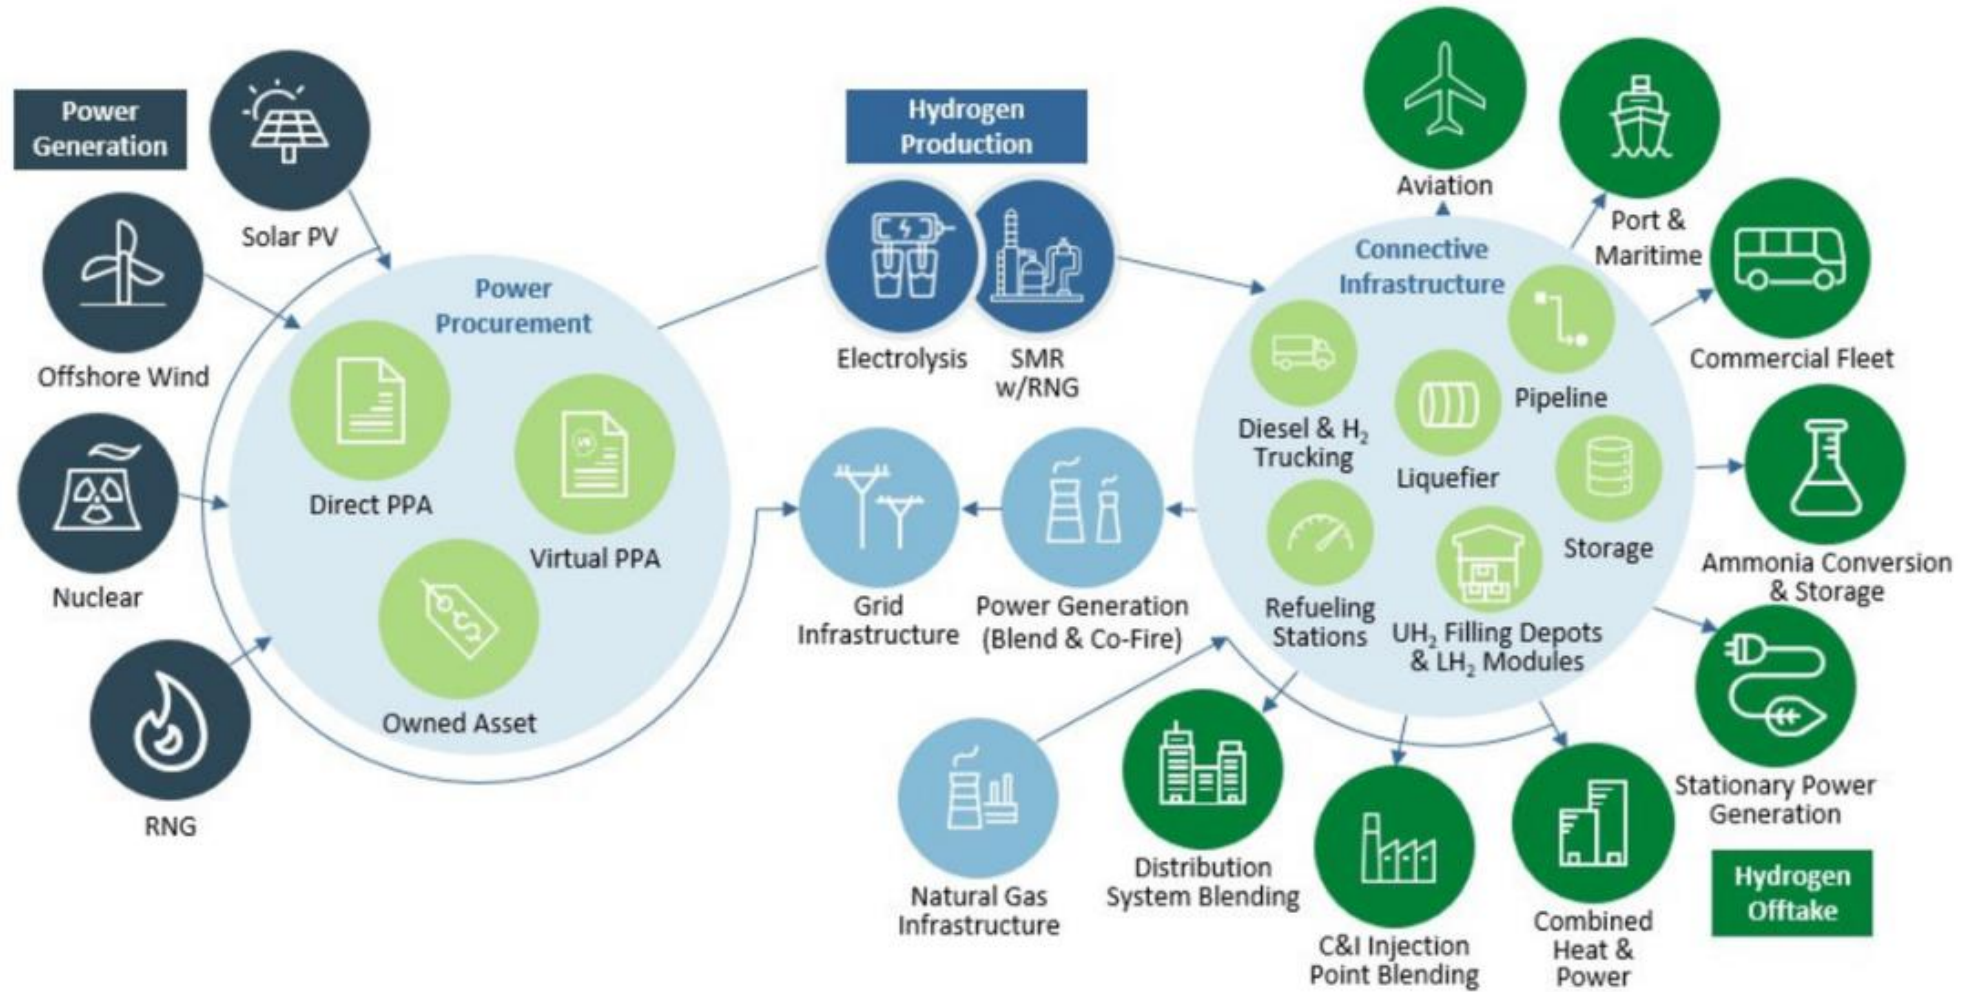 Power
Generation
Solar PV
Offshore Wind
Nuclear
RNG
Power
Procurement
Direct PPA
Virtual PPA
Owned Asset
Hydrogen
Production
Electrolysis
SMR
w/RNG
Grid
Infrastructure
Power Generation
(Blend & Co-Fire)
Natural Gas
Infrastructure
Connective
Infrastructure
Diesel & H₂
Trucking
Liquefier
Pipeline
Storage
Refueling
Stations
UH₂ Filling Depots
& LH₂ Modules
Aviation
Port &
Maritime
Commercial Fleet
Ammonia Conversion
& Storage
Stationary Power
Generation
Distribution
System Blending
C&I Injection
Point Blending
Combined
Heat &
Power
Hydrogen
Offtake